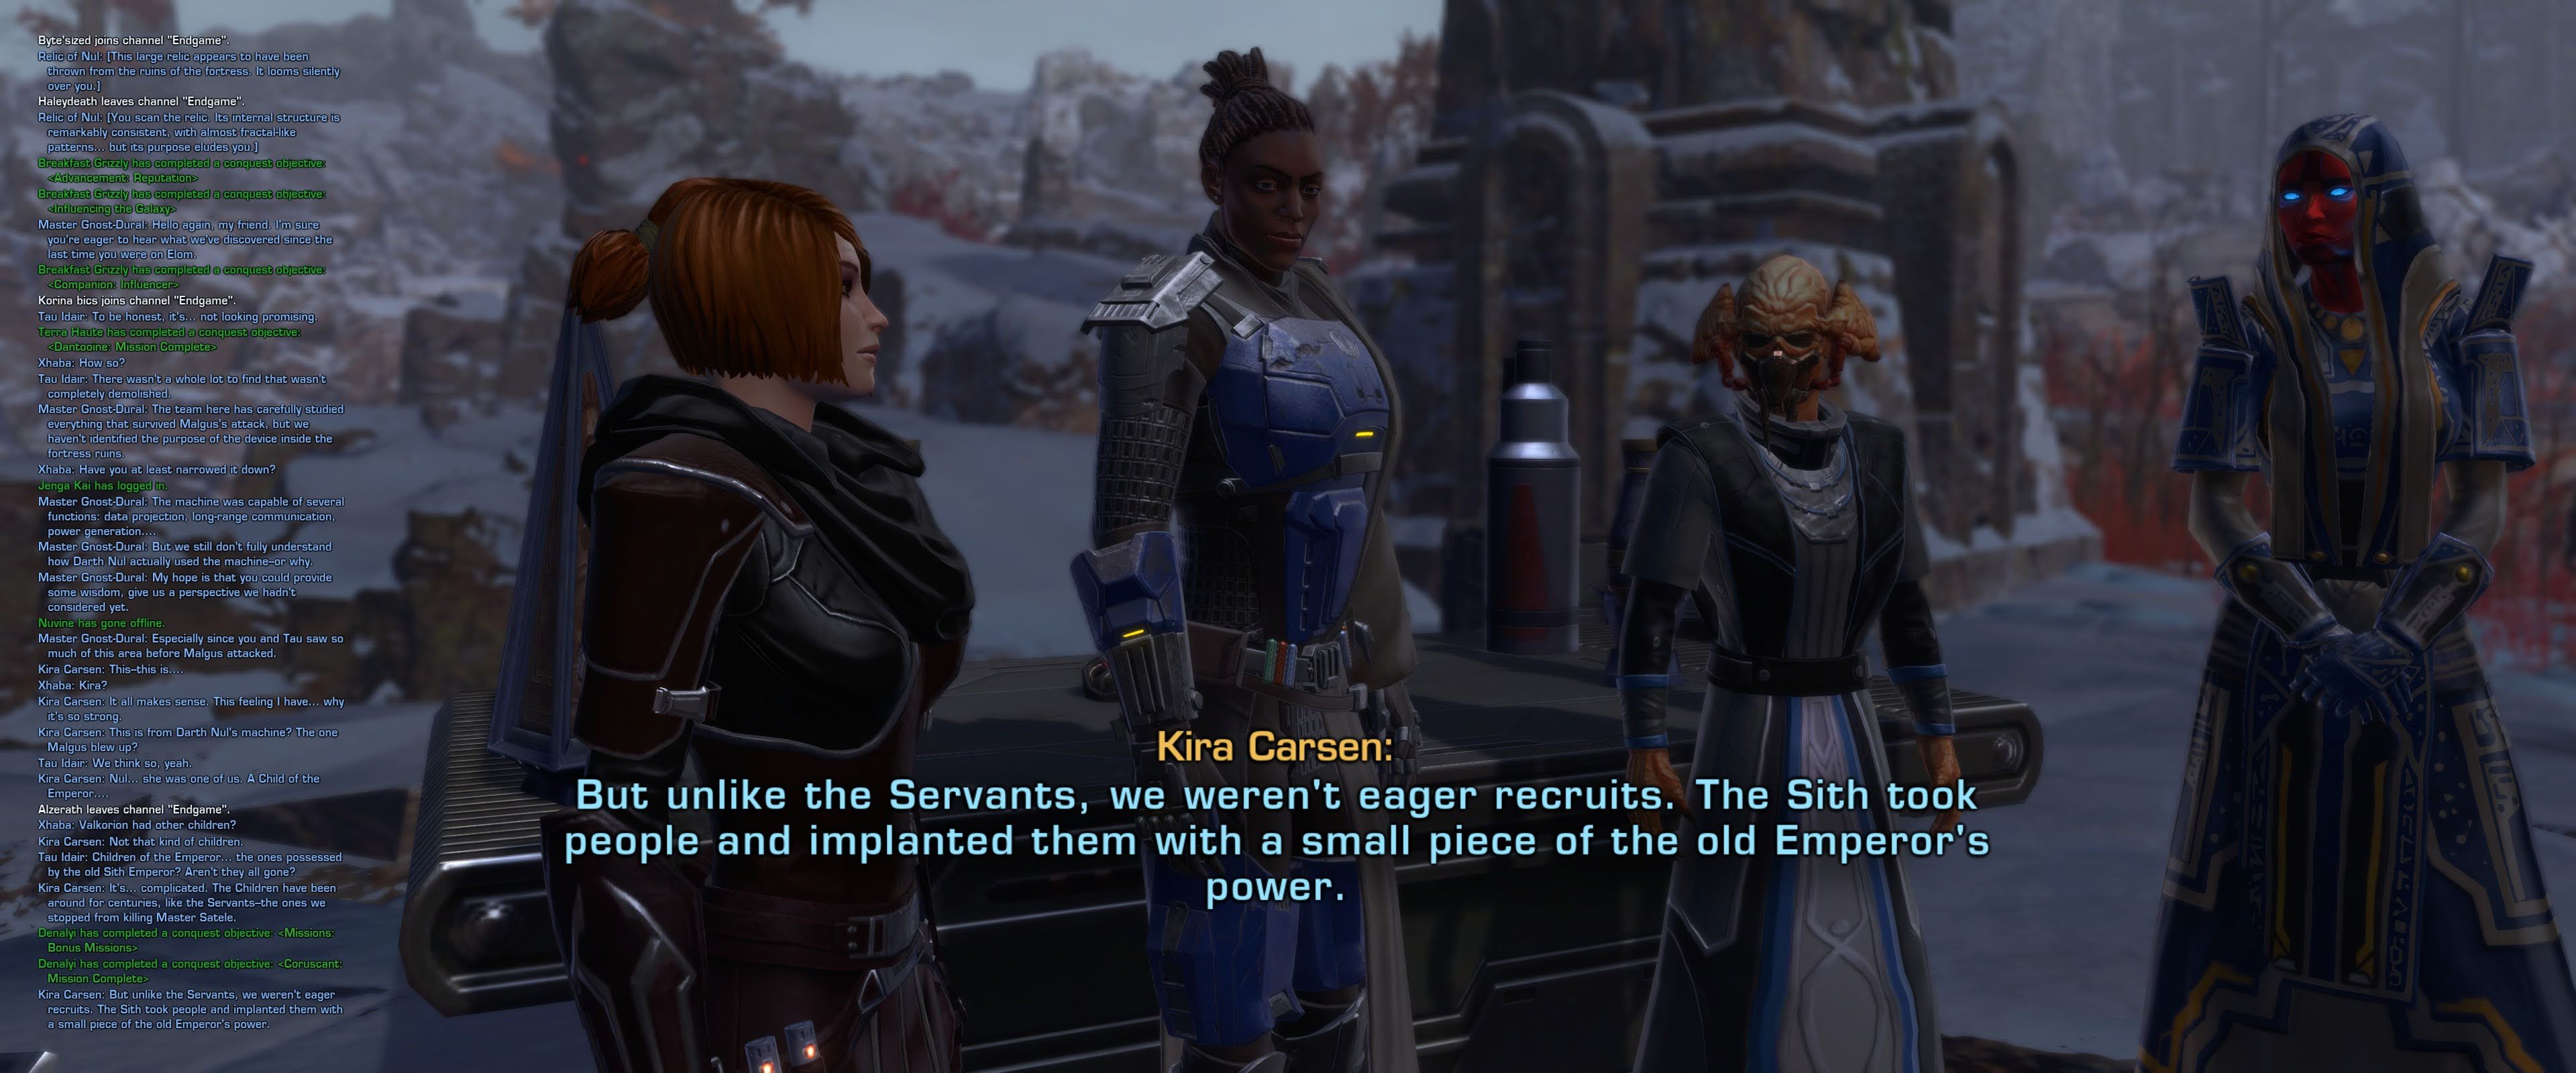 Byte'sized joins channel "Endgame".
Relic of Nul: [This large relic appears to have been
thrown from the ruins of the fortress. It looms silently
over you.]
Haleydeath leaves channel "Endgame".
Relic of Nul: [You scan the relic. Its internal structure is
remarkably consistent, with almost fractal-like
patterns... but its purpose eludes you.]
Breakfast Grizzly has completed a conquest objective:
<Advancement: Reputation>
Breakfast Grizzly has completed a conquest objective:
<Influencing the Galaxy>
Master Gnost-Dural: Hello again, my friend. I'm sure
you're eager to hear what we've discovered since the
last time you were on Elom.
Breakfast Grizzly has completed a conquest objective:
<Companion: Influencer>
Korina bics joins channel "Endgame".
Tau Idair: To be honest, it's... not looking promising.
Terra Haute has completed a conquest objective:
<Dantooine: Mission Complete>
Xhaba: How so?
Tau Idair: There wasn't a whole lot to find that wasn't
completely demolished.
Master Gnost-Dural: The team here has carefully studied
everything that survived Malgus's attack, but we
haven't identified the purpose of the device inside the
fortress ruins.
Xhaba: Have you at least narrowed it down?
Jenga Kai has logged in.
Master Gnost-Dural: The machine was capable of several
functions: data projection, long-range communication,
power generation....
Master Gnost-Dural: But we still don't fully understand
how Darth Nul actually used the machine–or why.
Master Gnost-Dural: My hope is that you could provide
some wisdom, give us a perspective we hadn't
considered yet.
Nuvine has gone offline.
Master Gnost-Dural: Especially since you and Tau saw so
much of this area before Malgus attacked.
Kira Carsen: This–this is....
Xhaba: Kira?
Kira Carsen: It all makes sense. This feeling I have... why
it's so strong.
Kira Carsen: This is from Darth Nul's machine? The one
Malgus blew up?
Tau Idair: We think so, yeah.
Kira Carsen: Nul... she was one of us. A Child of the
Emperor....
Alzerath leaves channel "Endgame".
Xhaba: Valkorion had other children?
Kira Carsen: Not that kind of children.
Tau Idair: Children of the Emperor... the ones possessed
by the old Sith Emperor? Aren't they all gone?
Kira Carsen: It's... complicated. The Children have been
around for centuries, like the Servants–the ones we
stopped from killing Master Satele.
Denalyi has completed a conquest objective: <Missions:
Bonus Missions>
Denalyi has completed a conquest objective: <Coruscant:
Mission Complete>
Kira Carsen: But unlike the Servants, we weren't eager
recruits. The Sith took people and implanted them with
a small piece of the old Emperor's power.
Kira Carsen:
But unlike the Servants, we weren't eager recruits. The Sith took
people and implanted them with a small piece of the old Emperor's
power.